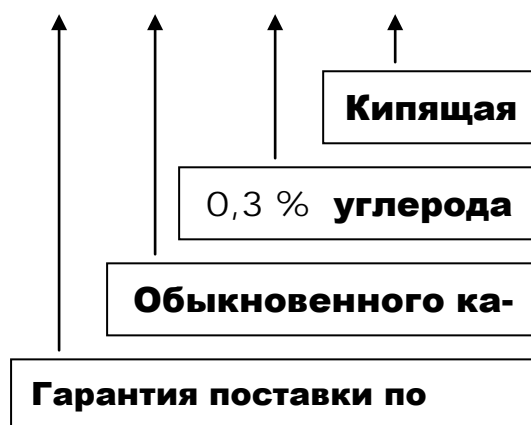 Кипящая
0,3 % углерода
Обыкновенного ка-
Гарантия поставки по